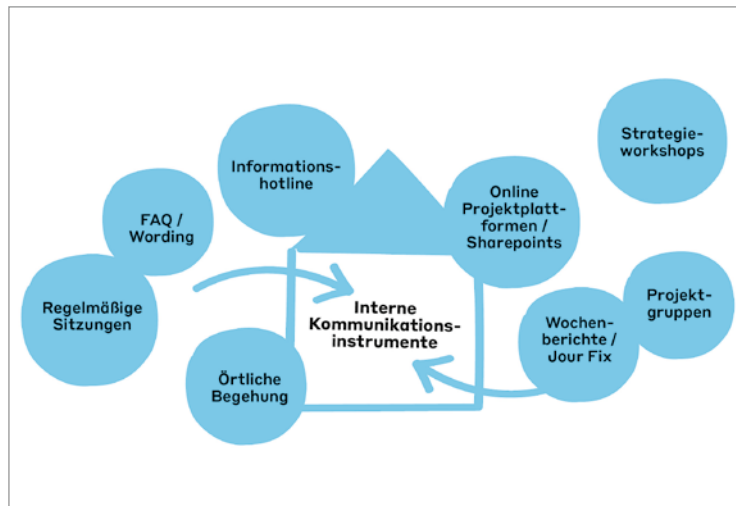 Strategie-
workshops
Informations-
hotline
Online
Projektplatt-
formen /
Sharepoints
FAQ /
Wording
Regelmäßige
Sitzungen
Interne
Kommunikations-
instrumente
Projekt-
gruppen
Wochen-
berichte /
Jour Fix
Örtliche
Begehung